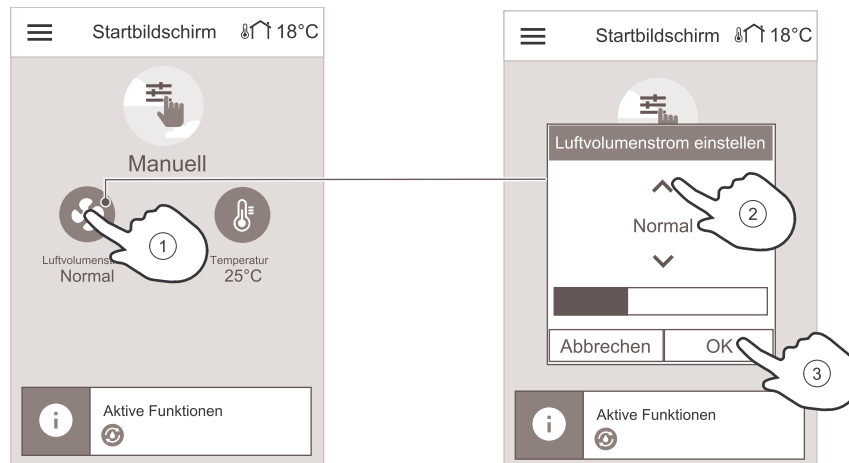 Startbildschirm 18°C
Manuell
Temperatur
Normal 25°C
1
Aktive Funktionen
i
Startbildschirm 18°C
Luftvolumenstrom einstellen
Normal
2
Abbrechen OK
3
Aktive Funktionen
i